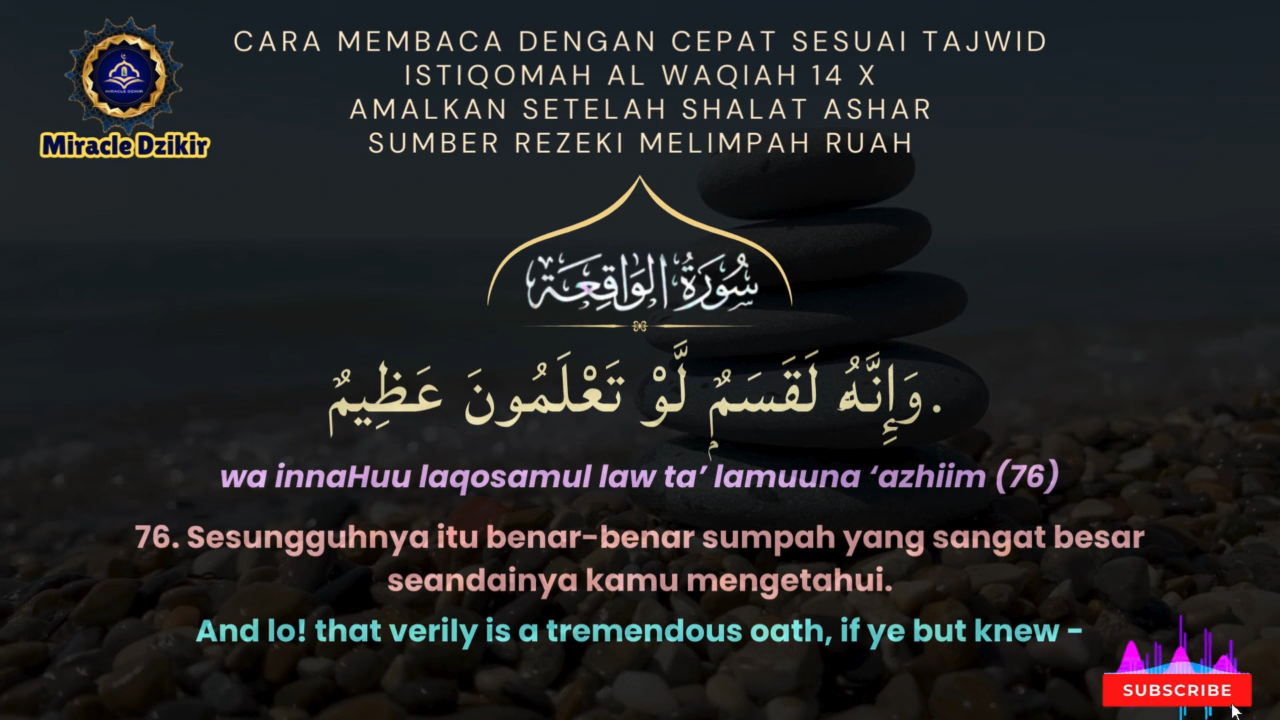 CARA MEMBACA DENGAN CEPAT SESUAI TAJWID
ISTIQOMAH AL WAQIAH 14 X
AMALKAN SETELAH SHALAT ASHAR
SUMBER REZEKI MELIMPAH RUAH
MIRACLE DZIKIR
Miracle Dzikir
سُورَةُ الوَاقِعَة
وَإِنَّهُ لَقَسَمٌ لَّوْ تَعْلَمُونَ عَظِيمٌ.
wa innaHuu laqosamul law ta’ lamuuna ‘azhiim (76)
76. Sesungguhnya itu benar-benar sumpah yang sangat besar
seandainya kamu mengetahui.
And lo! that verily is a tremendous oath, if ye but knew -
SUBSCRIBE